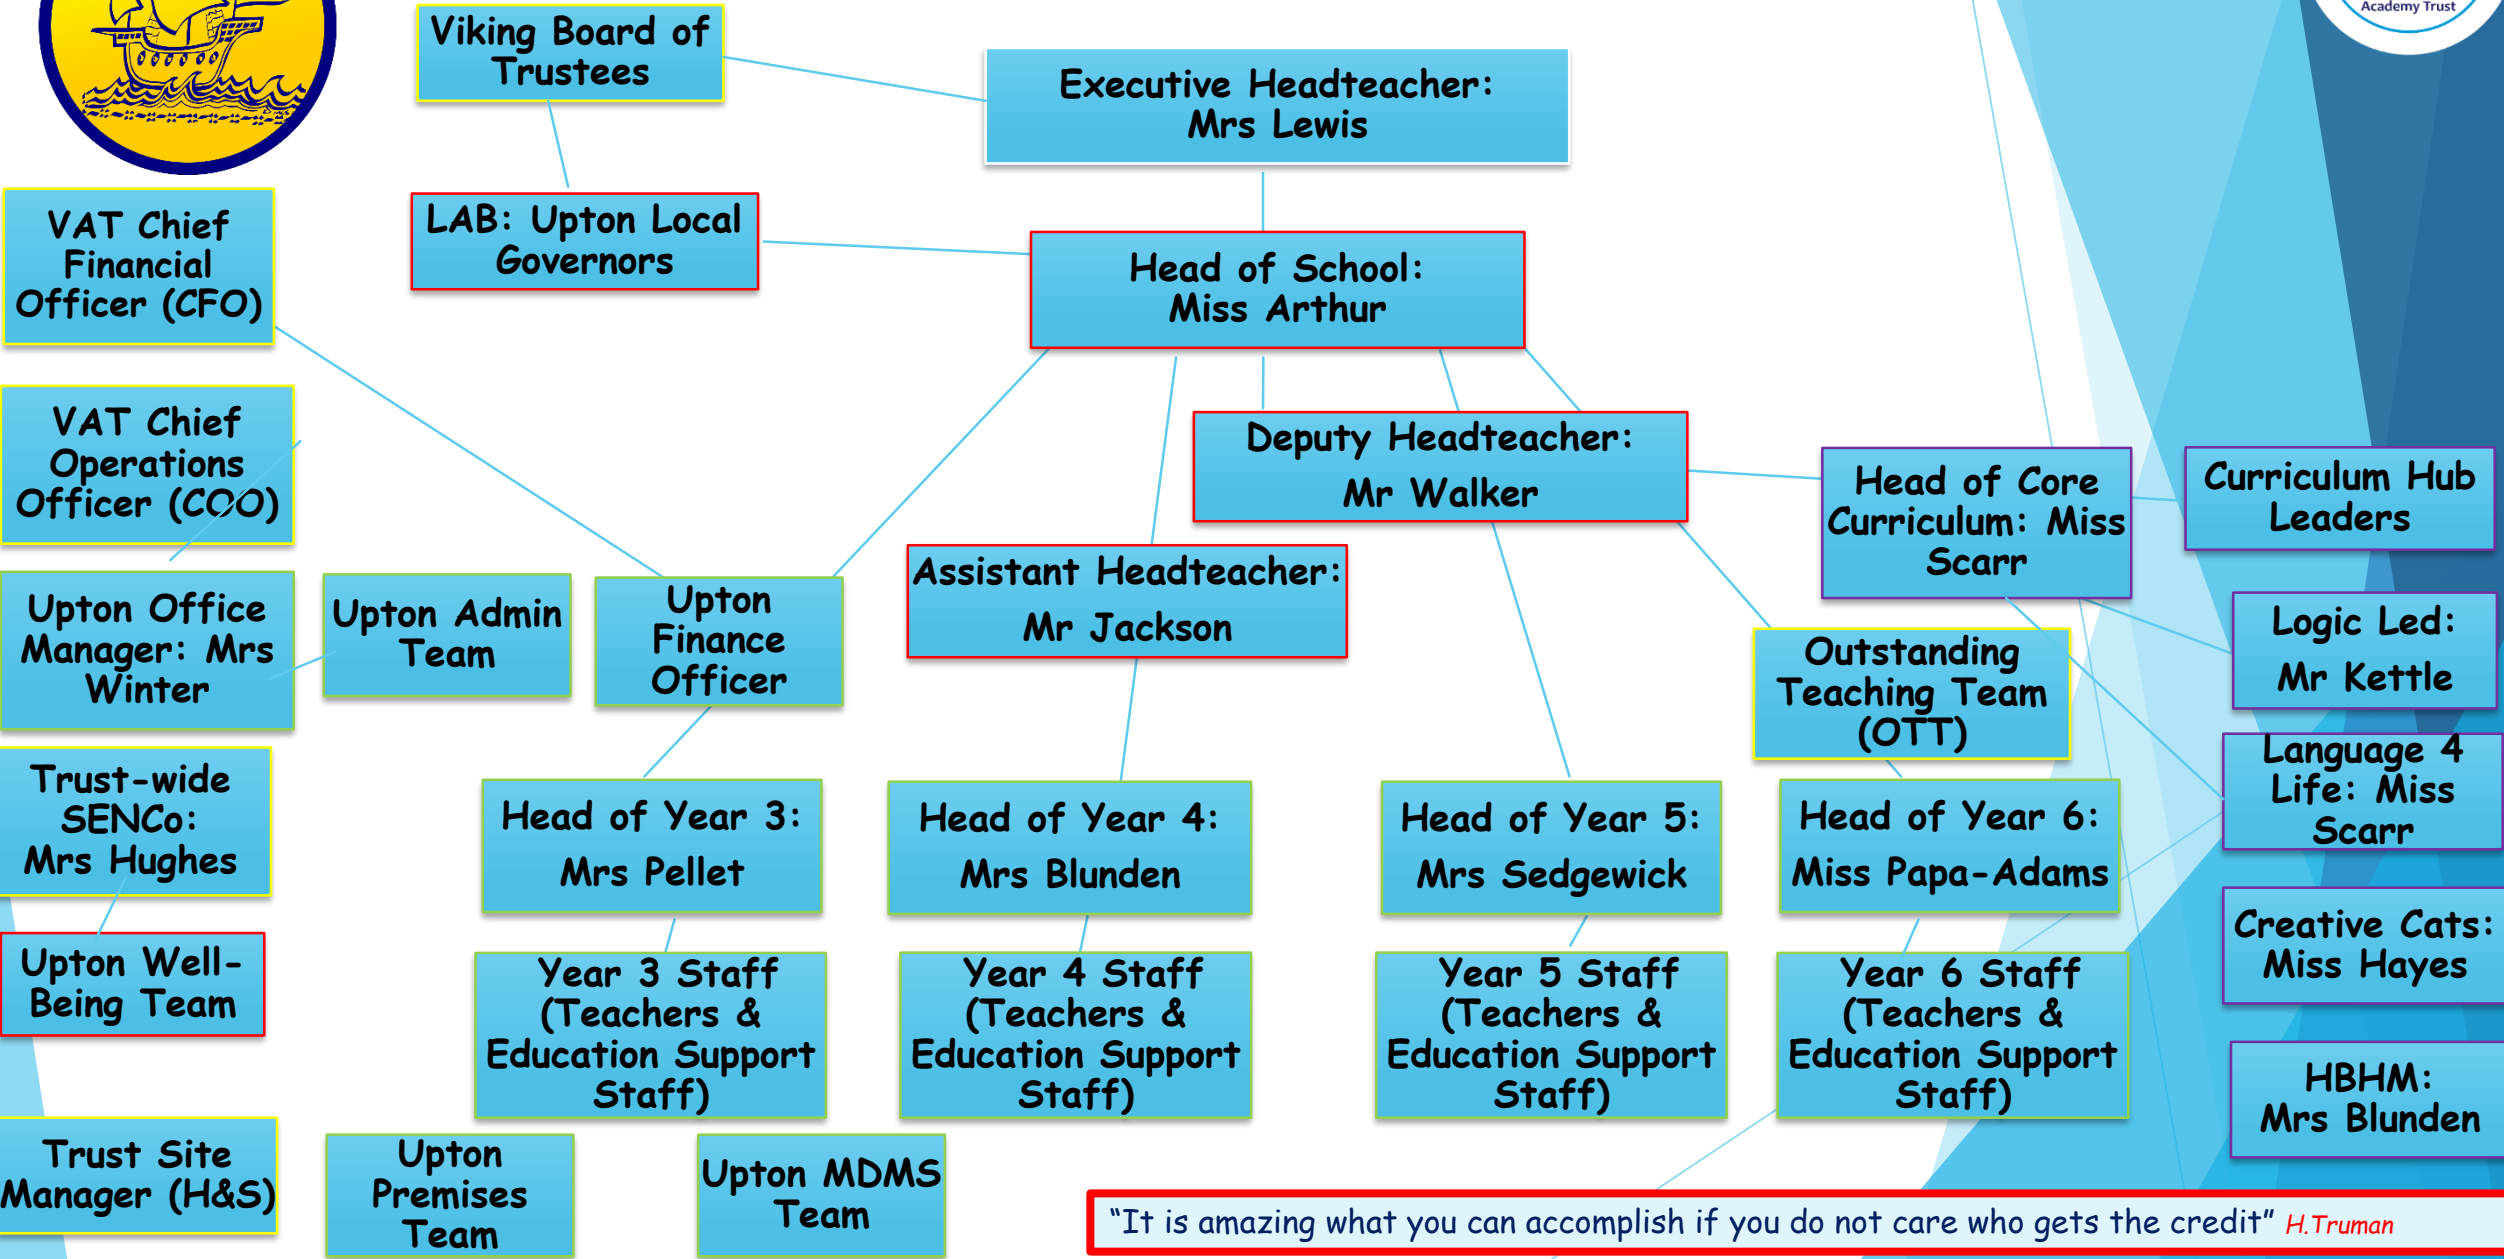 Academy Trust
Viking Board of
Trustees
Executive Headteacher:
Mrs Lewis
VAT Chief
Financial
Officer (CFO)
LAB: Upton Local
Governors
Head of School:
Miss Arthur
VAT Chief
Operations
Officer (COO)
Deputy Headteacher:
Mr Walker
Head of Core
Curriculum: Miss
Scarr
Curriculum Hub
Leaders
Upton Office
Manager: Mrs
Winter
Upton Admin
Team
Upton
Finance
Officer
Assistant Headteacher:
Mr Jackson
Outstanding
Teaching Team
(OTT)
Logic Led:
Mr Kettle
Trust-wide
SENCo:
Mrs Hughes
Head of Year 3:
Mrs Pellet
Head of Year 4:
Mrs Blunden
Head of Year 5:
Mrs Sedgewick
Head of Year 6:
Miss Papa-Adams
Language 4
Life: Miss
Scarr
Upton Well-
Being Team
Year 3 Staff
(Teachers &
Education Support
Staff)
Year 4 Staff
(Teachers &
Education Support
Staff)
Year 5 Staff
(Teachers &
Education Support
Staff)
Year 6 Staff
(Teachers &
Education Support
Staff)
Creative Cats:
Miss Hayes
HBHM:
Mrs Blunden
Trust Site
Manager (H&S)
Upton
Premises
Team
Upton MDMS
Team
“It is amazing what you can accomplish if you do not care who gets the credit” H.Truman